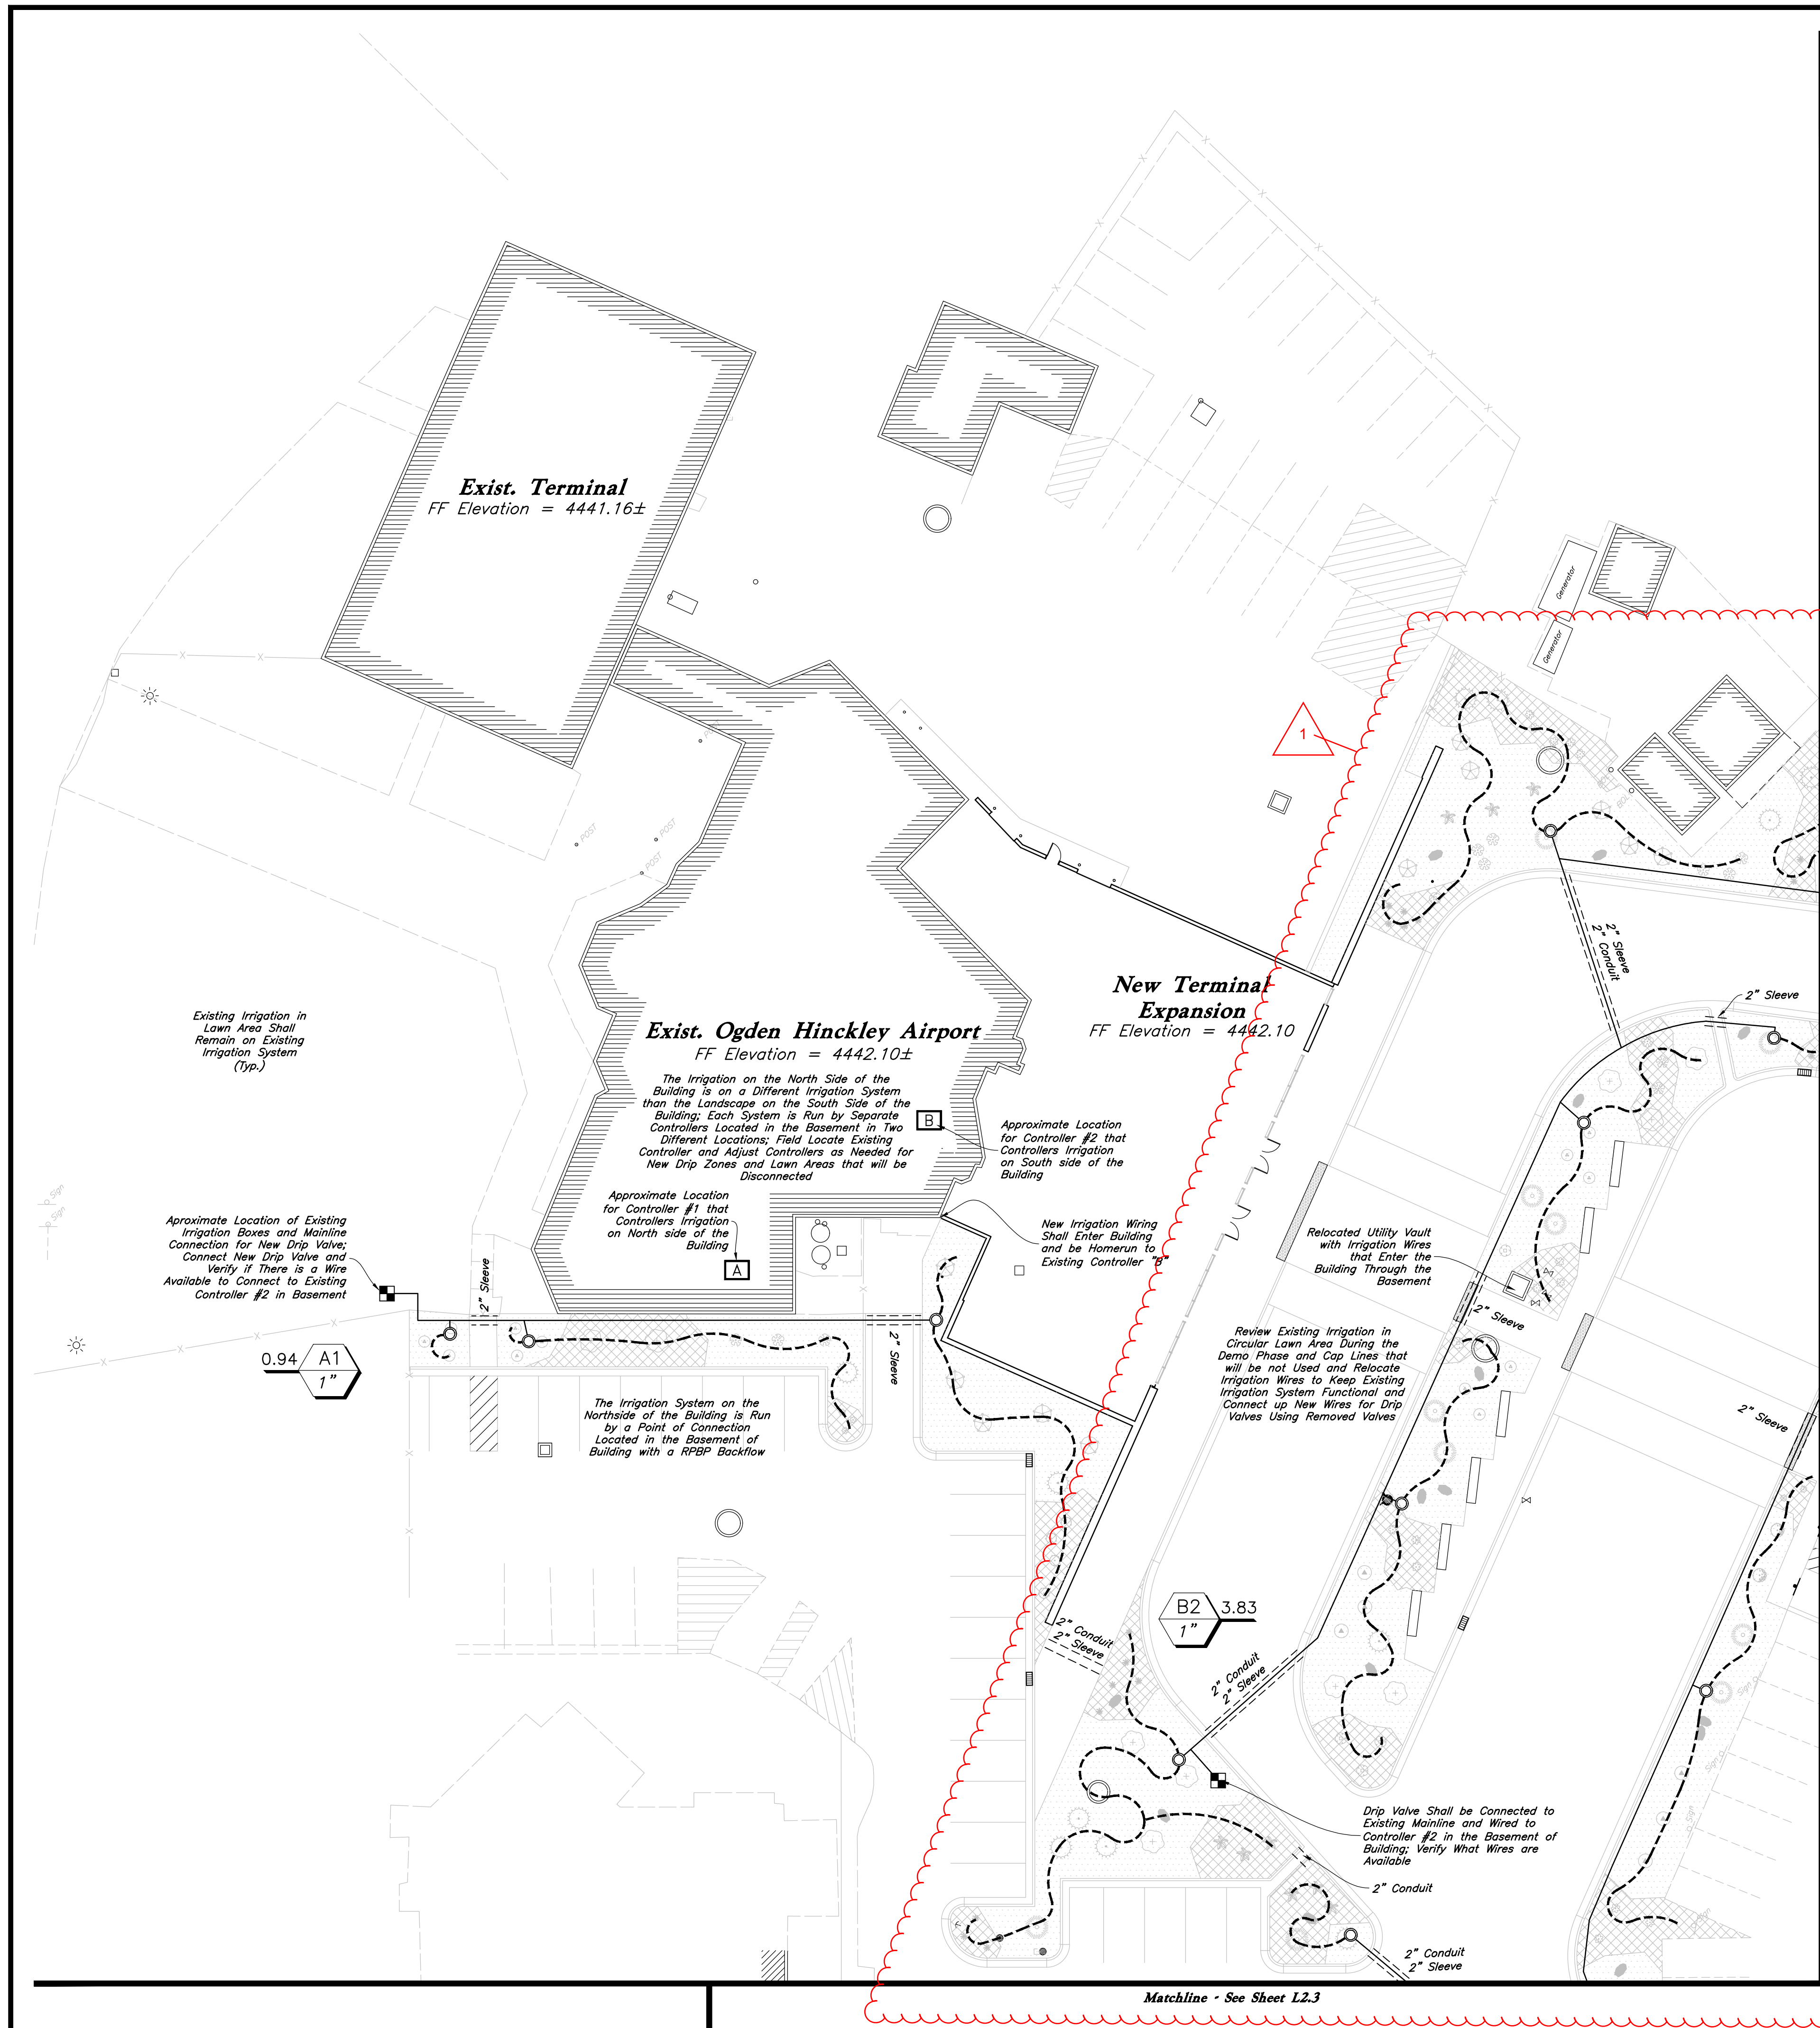 Exist. Terminal
FF Elevation = 4441.16±
Generator
Generator
1
POST
POST
POST
2" Sleeve
2" Conduit
2" Sleeve
New Terminal
Expansion
FF Elevation = 4442.10
Existing Irrigation in
Lawn Area Shall
Remain on Existing
Irrigation System
(Typ.)
Exist. Ogden Hinckley Airport
FF Elevation = 4442.10±
The Irrigation on the North Side of the
Building is on a Different Irrigation System
than the Landscape on the South Side of the
Building; Each System is Run by Separate
Controllers Located in the Basement in Two
Different Locations; Field Locate Existing
Controller and Adjust Controllers as Needed for
New Drip Zones and Lawn Areas that will be
Disconnected
B
Approximate Location
for Controller #2 that
Controllers Irrigation
on South side of the
Building
Approximate Location
for Controller #1 that
Controllers Irrigation
on North side of the
Building
A
Sign
Sign
Aproximate Location of Existing
Irrigation Boxes and Mainline
Connection for New Drip Valve;
Connect New Drip Valve and
Verify if There is a Wire
Available to Connect to Existing
Controller #2 in Basement
2" Sleeve
New Irrigation Wiring
Shall Enter Building
and be Homerun to
Existing Controller "B"
Relocated Utility Vault
with Irrigation Wires
that Enter the
Building Through the
Basement
2" Sleeve
2" Sleeve
0.94
A1
1"
Review Existing Irrigation in
Circular Lawn Area During the
Demo Phase and Cap Lines that
will be not Used and Relocate
Irrigation Wires to Keep Existing
Irrigation System Functional and
Connect up New Wires for Drip
Valves Using Removed Valves
The Irrigation System on the
Northside of the Building is Run
by a Point of Connection
Located in the Basement of
Building with a RPBP Backflow
2" Sleeve
B2
1"
3.83
2" Conduit
2" Sleeve
2" Conduit
2" Sleeve
Sign
Sign
Sign
Drip Valve Shall be Connected to
Existing Mainline and Wired to
Controller #2 in the Basement of
Building; Verify What Wires are
Available
2" Conduit
2" Conduit
2" Sleeve
Matchline - See Sheet L2.3